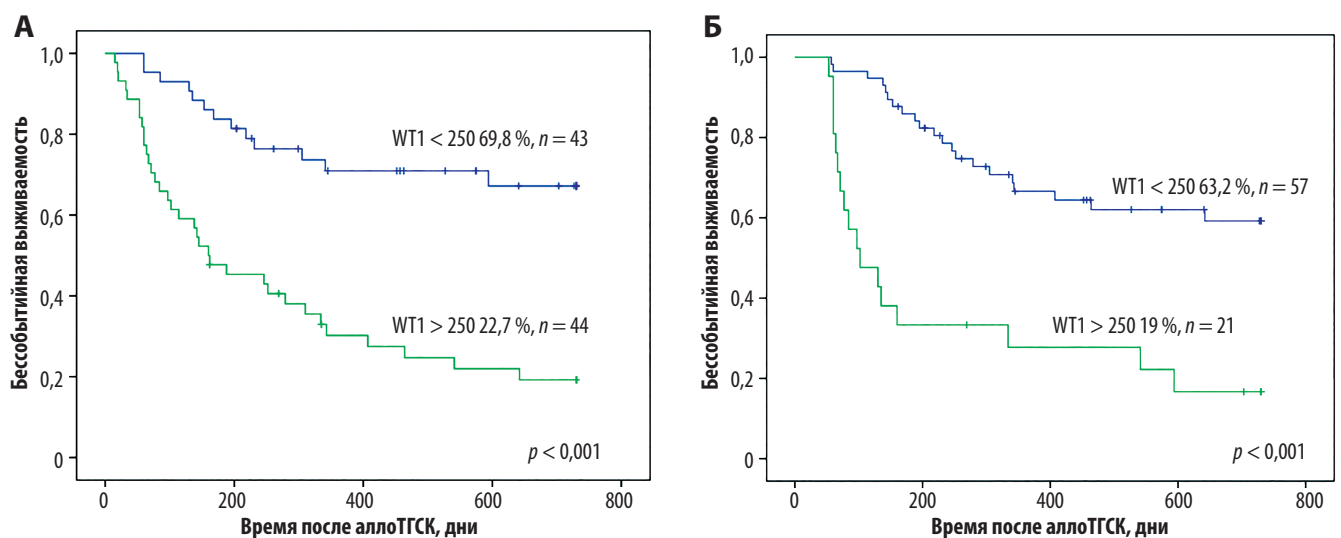 А
Бессобытийная выживаемость
1,0
0,8
0,6
0,4
0,2
0
WT1 < 250 69,8 %, n = 43
WT1 > 250 22,7 %, n = 44
p < 0,001
0 200 400 600 800
Время после аллоТГСК, дни
Б
Бессобытийная выживаемость
1,0
0,8
0,6
0,4
0,2
0
WT1 < 250 63,2 %, n = 57
WT1 > 250 19 %, n = 21
p < 0,001
0 200 400 600 800
Время после аллоТГСК, дни